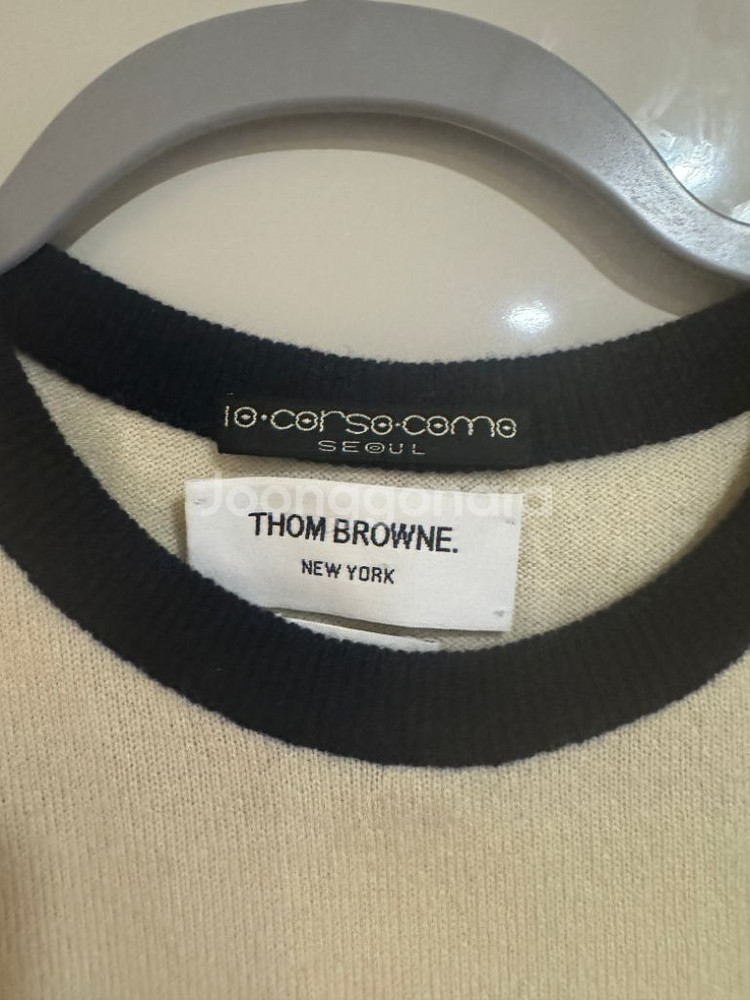 10·corso·como
SEOUL
Joonggonara
THOM BROWNE.
NEW YORK